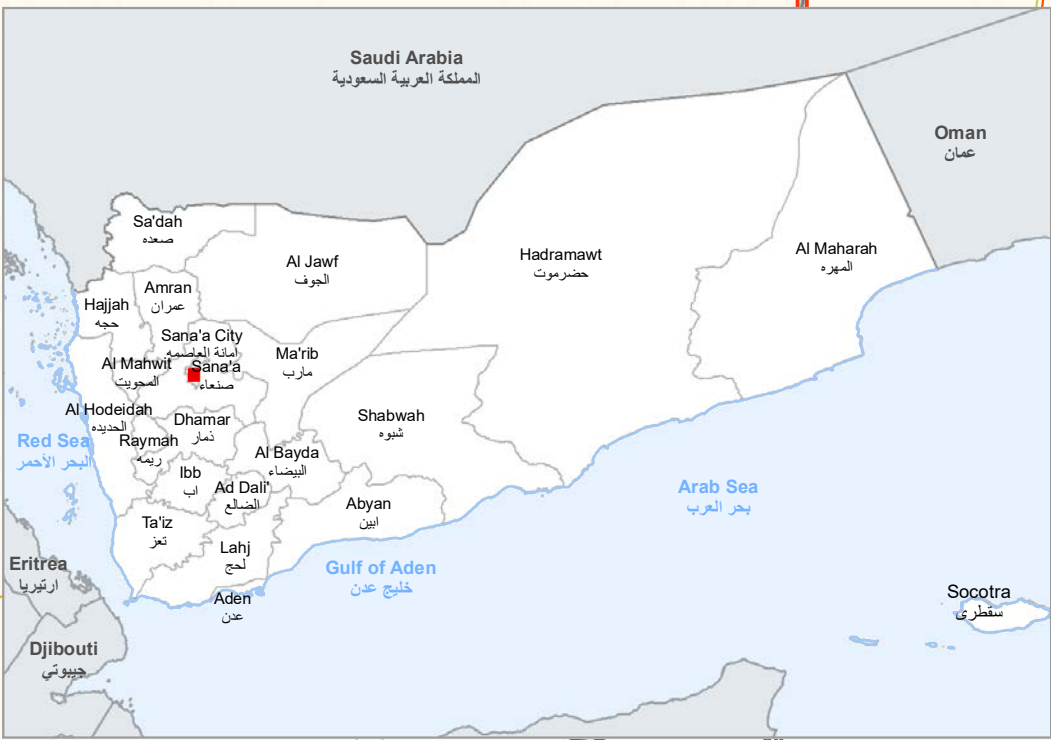 Saudi Arabia
المملكة العربية السعودية
Oman
عمان
Sa'dah
صعده
Al Jawf
الجوف
Hadramawt
حضرموت
Al Maharah
المهره
Amran
عمران
Hajjah
حجه
Sana'a City
أمانة العاصمه
Ma'rib
مارب
Al Mahwit
المحويت
Sana'a
صنعاء
Al Hodeidah
الحديده
Dhamar
ذمار
Shabwah
شبوه
Red Sea
البحر الأحمر
Raymah
ريمه
Al Bayda
البيضاء
Ibb
اب
Ad Dali'
الضالع
Abyan
ابين
Arab Sea
بحر العرب
Ta'iz
تعز
Lahj
لحج
Gulf of Aden
خليج عدن
Eritrea
ارتيريا
Aden
عدن
Socotra
سقطرى
Djibouti
جيبوتي